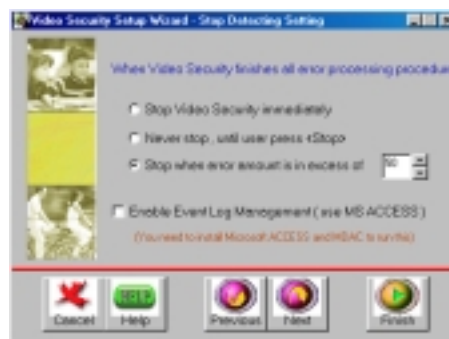 Video Security Setup Wizard - Stop Detecting Setting
When Video Security finishes all error processing procedur
Stop Video Security immediately
Never stop, until user press <Stop>
Stop when error amount is in excess of
Enable Event Log Management ( use MS ACCESS )
(You need to install Microsoft ACCESS and MDAC to run this)
Cancel
HELP
Help
Previous
Next
Finish